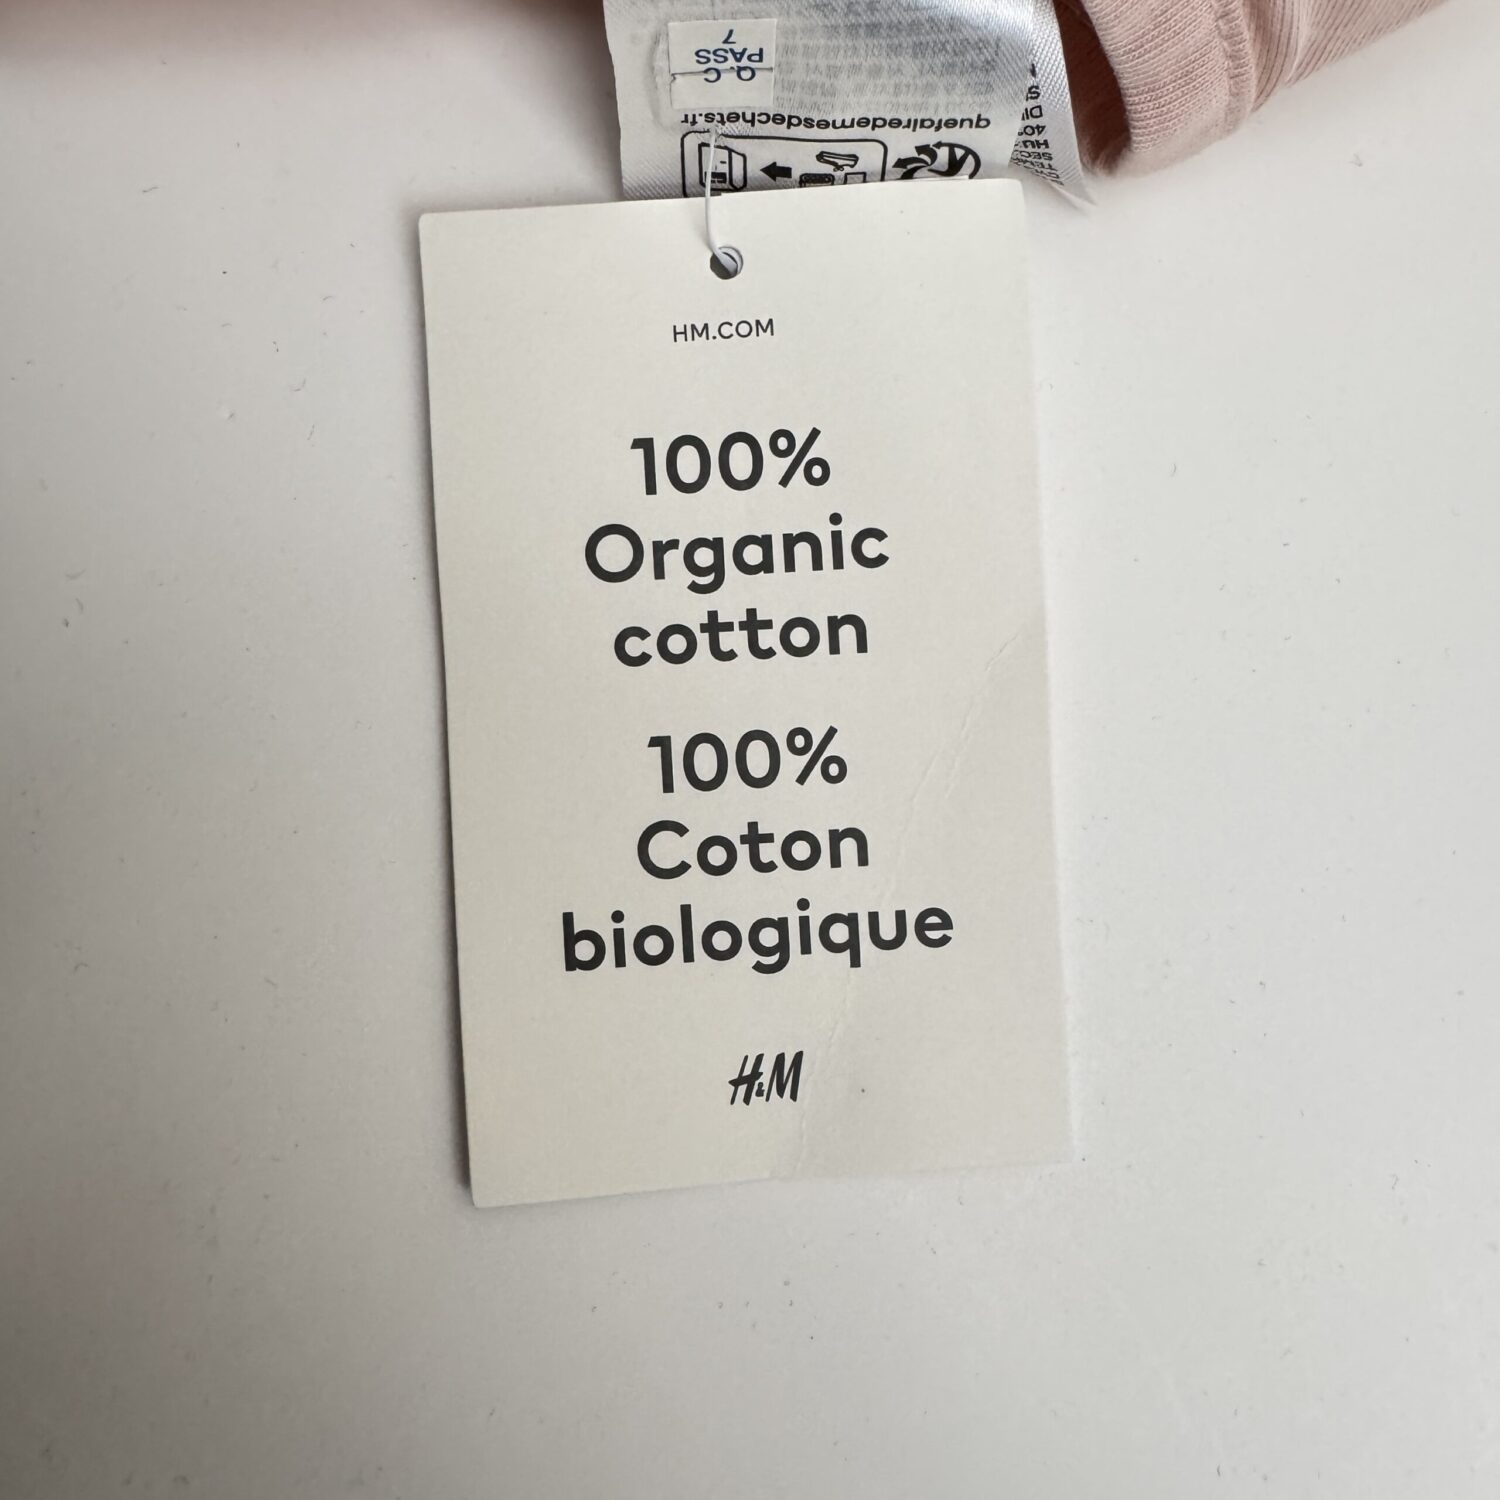 Q.C
PASS
7
quefairedemesdechets.fr
HM.COM
100%
Organic
cotton
100%
Coton
biologique
H&M